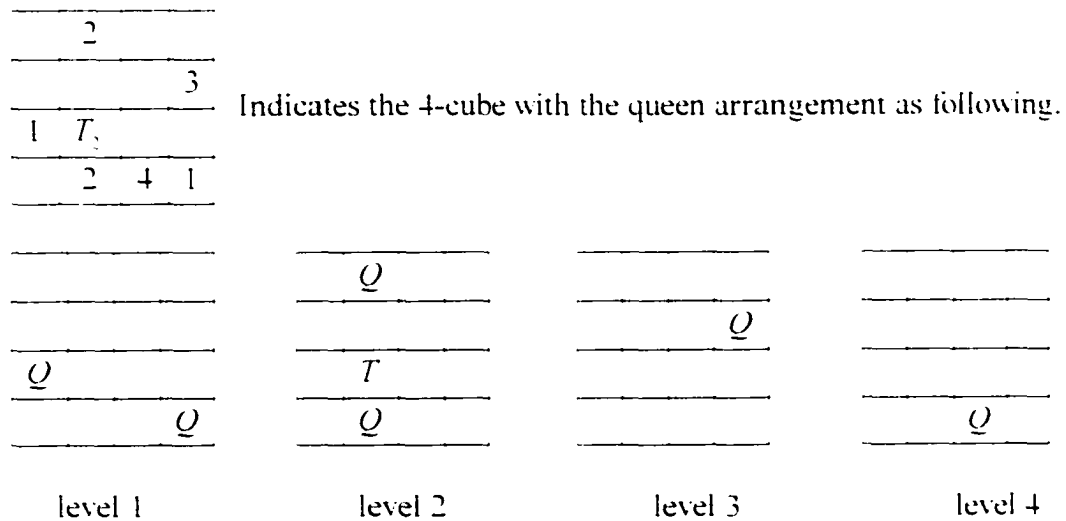 2
3
Indicates the 4-cube with the queen arrangement as following.
1 T₂
2 4 1
Q
Q
Q T
Q Q Q
level 1 level 2 level 3 level 4